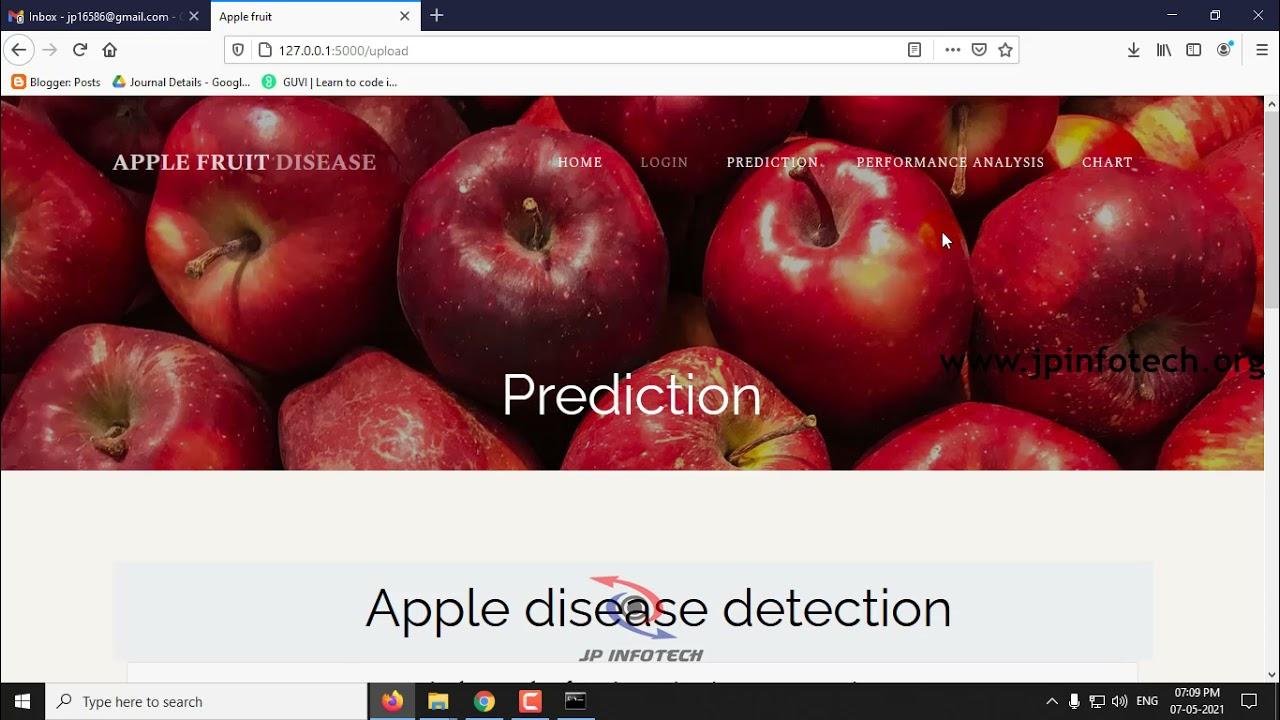 Inbox - jp16586@gmail.com -
Apple fruit
127.0.0.1:5000/upload
Blogger: Posts
Journal Details - Googl...
GUVI | Learn to code i...
APPLE FRUIT DISEASE
HOME
LOGIN
PREDICTION
PERFORMANCE ANALYSIS
CHART
www.jpinfotech.org
Prediction
Apple disease detection
JP INFOTECH
Type here to search
ENG
07:09 PM
07-05-2021